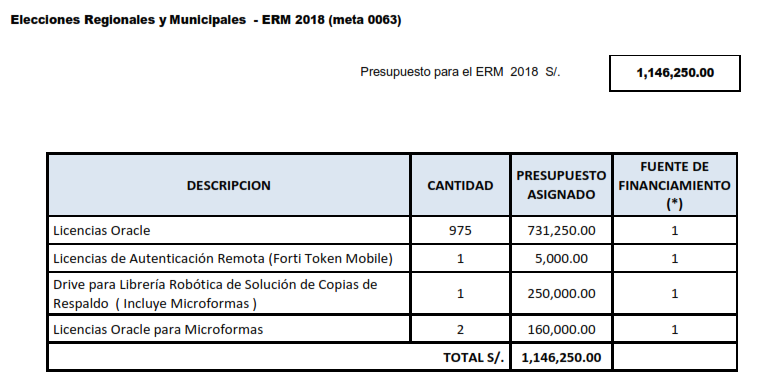 Elecciones Regionales y Municipales - ERM 2018 (meta 0063)
Presupuesto para el ERM 2018 S/. 1,146,250.00
DESCRIPCION CANTIDAD PRESUPUESTO ASIGNADO FUENTE DE FINANCIAMIENTO (*)
Licencias Oracle 975 731,250.00 1
Licencias de Autenticación Remota (Forti Token Mobile) 1 5,000.00 1
Drive para Librería Robótica de Solución de Copias de
Respaldo ( Incluye Microformas ) 1 250,000.00 1
Licencias Oracle para Microformas 2 160,000.00 1
TOTAL S/. 1,146,250.00